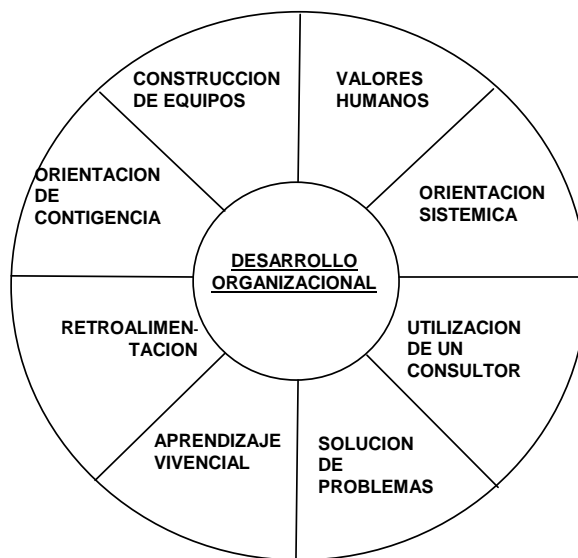 CONSTRUCCION
DE EQUIPOS
VALORES
HUMANOS
ORIENTACION
DE
CONTIGENCIA
ORIENTACION
SISTEMICA
DESARROLLO
ORGANIZACIONAL
RETROALIMEN-
TACION
UTILIZACION
DE UN
CONSULTOR
APRENDIZAJE
VIVENCIAL
SOLUCION
DE
PROBLEMAS